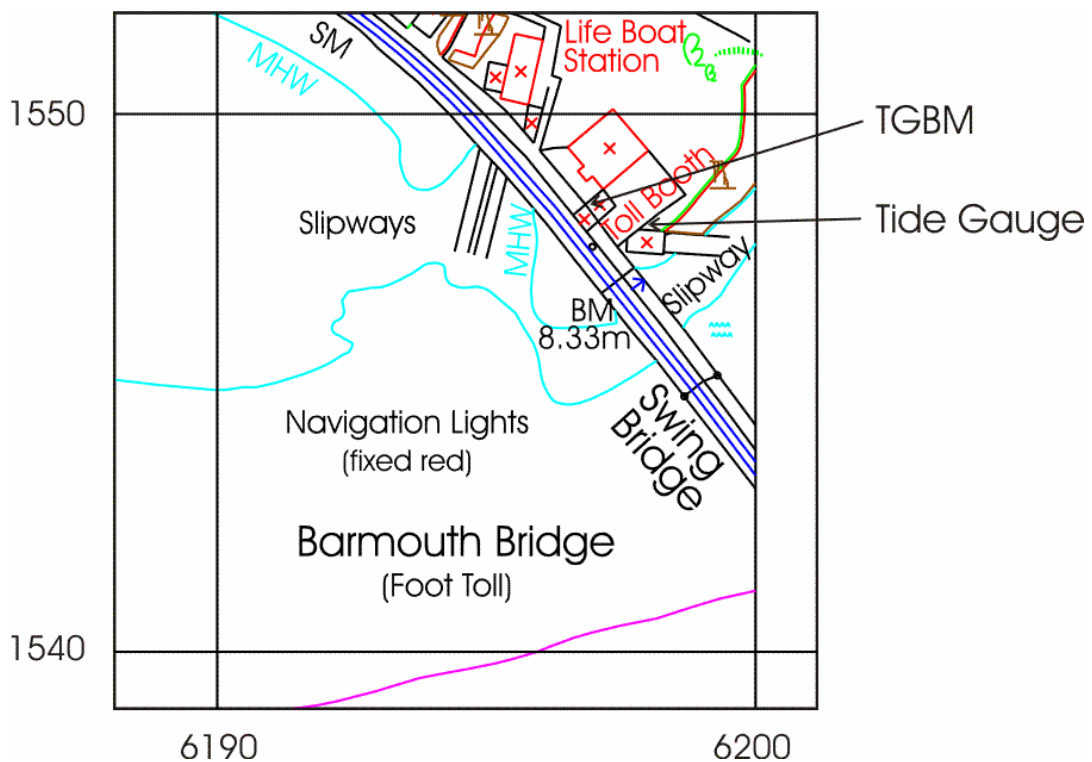 SM
MHW
Life Boat
Station
1550
TGBM
Toll Booth
Tide Gauge
Slipways
MHW
Slipway
BM
8.33m
Swing
Bridge
Navigation Lights
(fixed red)
Barmouth Bridge
(Foot Toll)
1540
6190
6200